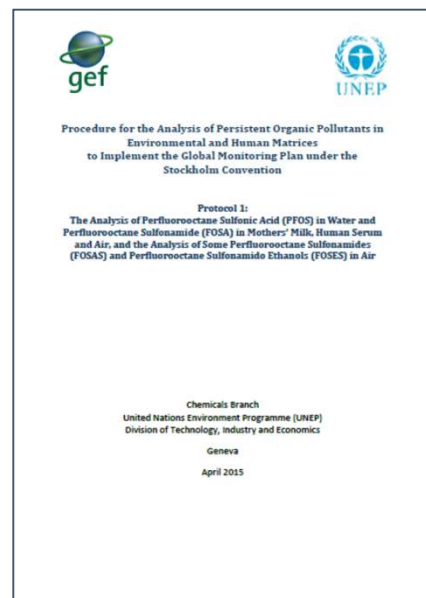 gef
UNEP
Procedure for the Analysis of Persistent Organic Pollutants in
Environmental and Human Matrices
to Implement the Global Monitoring Plan under the
Stockholm Convention
Protocol 1:
The Analysis of Perfluorooctane Sulfonic Acid (PFOS) in Water and
Perfluorooctane Sulfonamide (FOSA) in Mothers' Milk, Human Serum
and Air, and the Analysis of Some Perfluorooctane Sulfonamides
(FOSAS) and Perfluorooctane Sulfonamido Ethanols (FOSES) in Air
Chemicals Branch
United Nations Environment Programme (UNEP)
Division of Technology, Industry and Economics
Geneva
April 2015